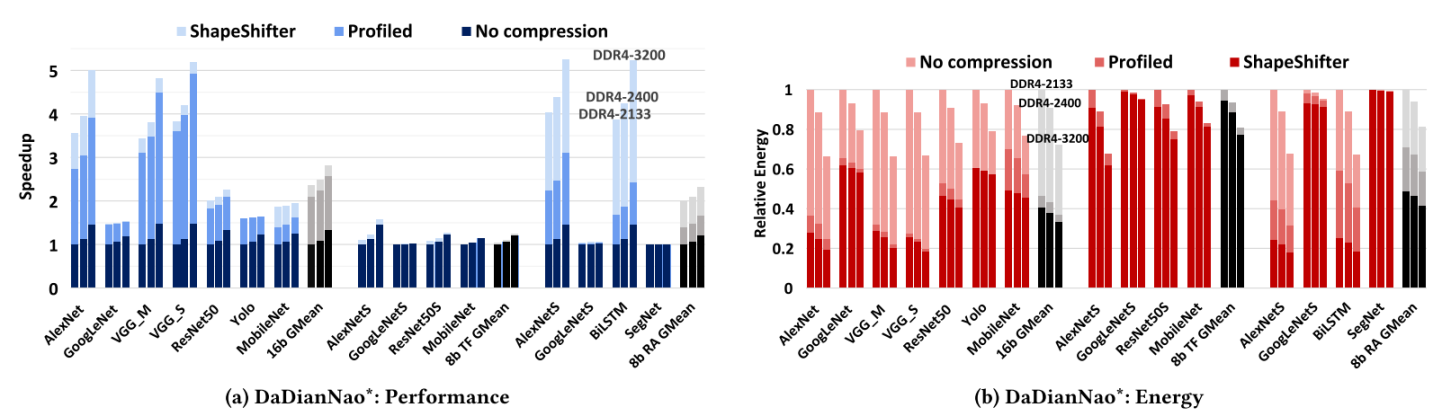 ShapeShifter Profiled No compression
DDR4-3200
DDR4-2400
DDR4-2133
Speedup
5
4
3
2
1
0
AlexNet
GoogLeNet
VGG_M
VGG_S
ResNet50
Yolo
MobileNet
16b GMean
AlexNetS
GoogLeNetS
ResNet50S
MobileNet
8b TF GMean
AlexNetS
GoogLeNetS
BiLSTM
SegNet
8b RA GMean
(a) DaDianNao*: Performance
No compression Profiled ShapeShifter
DDR4-2133
DDR4-2400
DDR4-3200
Relative Energy
1
0.8
0.6
0.4
0.2
0
AlexNet
GoogLeNet
VGG_M
VGG_S
ResNet50
Yolo
MobileNet
16b GMean
AlexNetS
GoogLeNetS
ResNet50S
MobileNet
8b TF GMean
AlexNetS
GoogLeNetS
BiLSTM
SegNet
8b RA GMean
(b) DaDianNao*: Energy